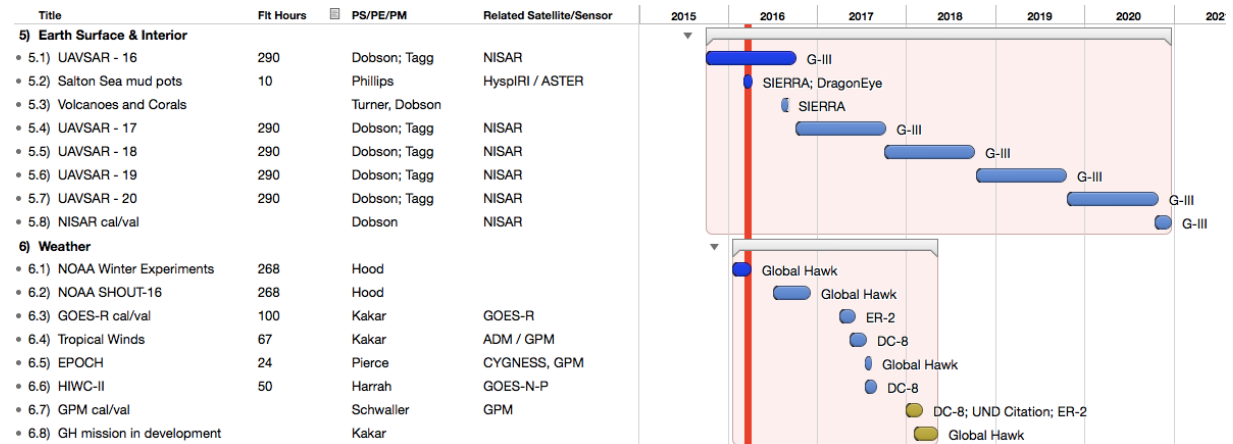 Title Flt Hours PS/PE/PM Related Satellite/Sensor 2015 2016 2017 2018 2019 2020 202
5) Earth Surface & Interior
5.1) UAVSAR - 16 290 Dobson; Tagg NISAR G-III
5.2) Salton Sea mud pots 10 Phillips HyspIRI / ASTER SIERRA; DragonEye
5.3) Volcanoes and Corals Turner, Dobson SIERRA
5.4) UAVSAR - 17 290 Dobson; Tagg NISAR G-III
5.5) UAVSAR - 18 290 Dobson; Tagg NISAR G-III
5.6) UAVSAR - 19 290 Dobson; Tagg NISAR G-III
5.7) UAVSAR - 20 290 Dobson; Tagg NISAR G-III
5.8) NISAR cal/val Dobson NISAR G-III
6) Weather
6.1) NOAA Winter Experiments 268 Hood Global Hawk
6.2) NOAA SHOUT-16 268 Hood Global Hawk
6.3) GOES-R cal/val 100 Kakar GOES-R ER-2
6.4) Tropical Winds 67 Kakar ADM / GPM DC-8
6.5) EPOCH 24 Pierce CYGNESS, GPM Global Hawk
6.6) HIWC-II 50 Harrah GOES-N-P DC-8
6.7) GPM cal/val Schwaller GPM DC-8; UND Citation; ER-2
6.8) GH mission in development Kakar Global Hawk